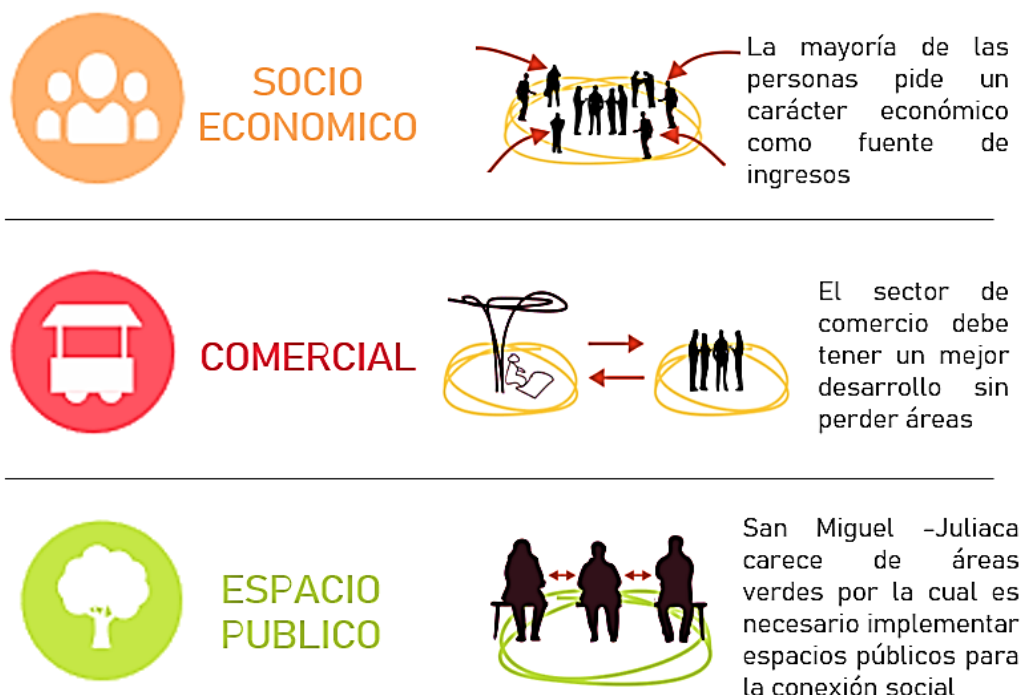 SOCIO
ECONOMICO
La mayoría de las
personas pide un
carácter económico
como fuente de
ingresos
COMERCIAL
El sector de
comercio debe
tener un mejor
desarrollo sin
perder áreas
ESPACIO
PUBLICO
San Miguel -Juliaca
carece de áreas
verdes por la cual es
necesario implementar
espacios públicos para
la conexión social